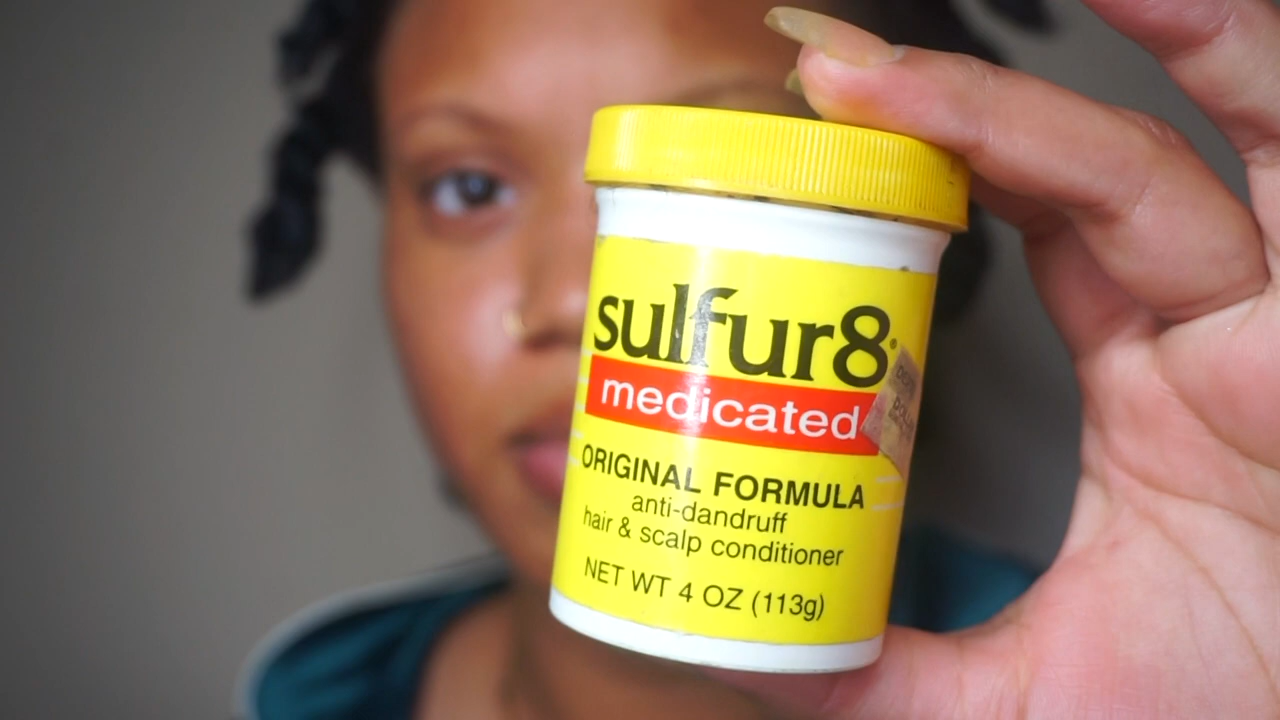 sulfur8®
medicated
ORIGINAL FORMULA
anti-dandruff
hair & scalp conditioner
NET WT 4 OZ (113g)